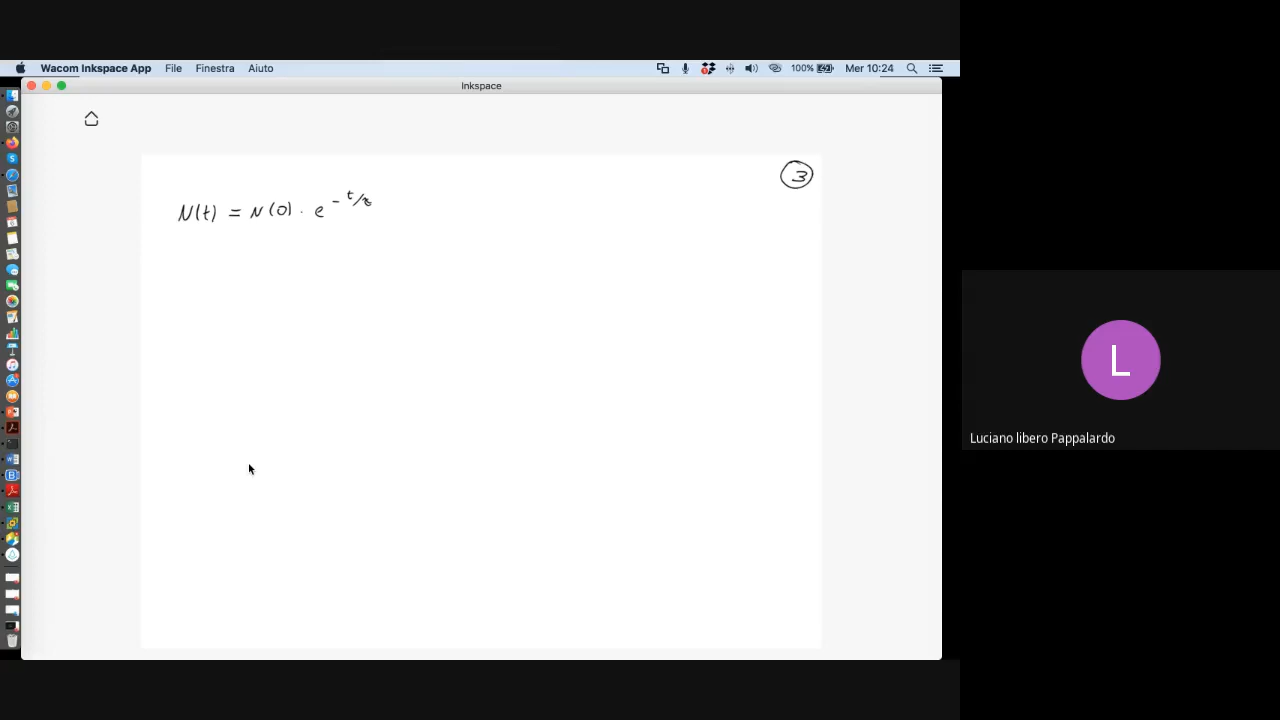 Wacom Inkspace App File Finestra Aiuto 100% Mer 10:24
Inkspace
3
N(t) = N(0) · e^{-t/τ}
L
Luciano libero Pappalardo